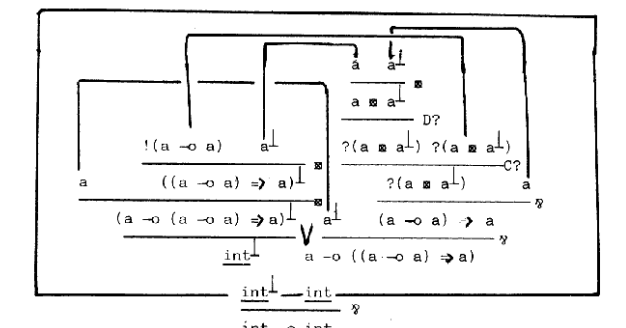 a a⊥
⊠
a ⊠ a⊥
D?
!(a ⊸ a) a⊥ ?(a ⊠ a⊥) ?(a ⊠ a⊥)
⊠ C?
a ((a ⊸ a) ⇒ a)⊥ ?(a ⊠ a⊥) a
⊠ ⅋
(a ⊸ (a ⊸ a) ⇒ a)⊥ a⊥ (a ⊸ a) ⇒ a
V ⅋
int⊥ a ⊸ ((a ⊸ a) ⇒ a)
int⊥ int
⅋
int ⊸ int